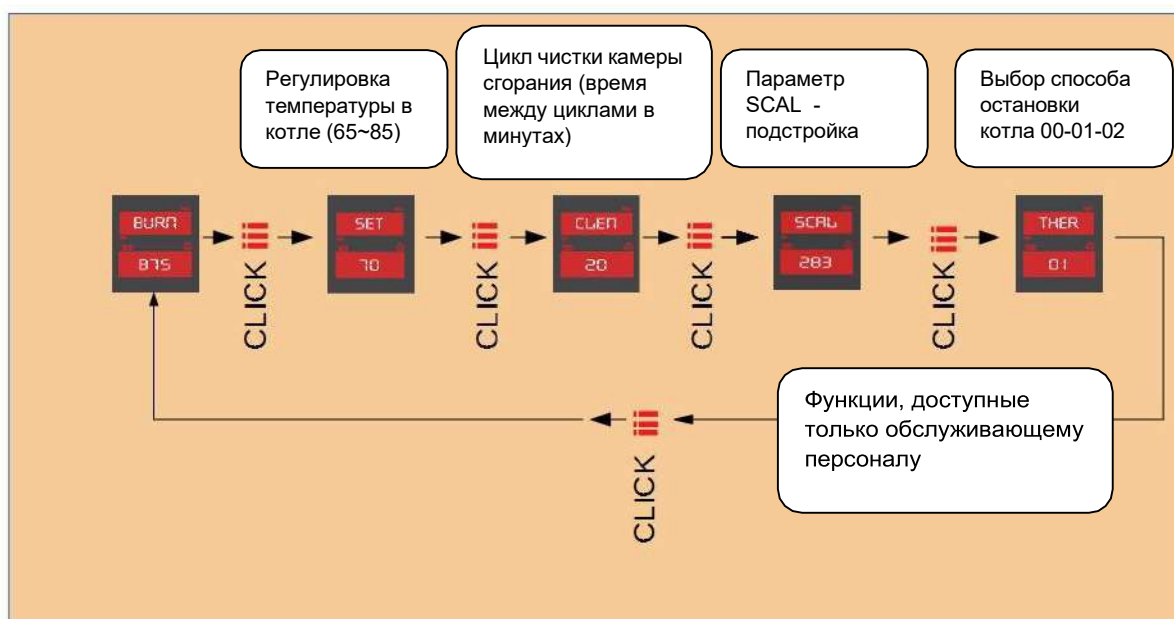 Регулировка
температуры в
котле (65~85)
Цикл чистки камеры
сгорания (время
между циклами в
минутах)
Параметр
SCAL -
подстройка
Выбор способа
остановки
котла 00-01-02
BURN
875
CLICK
SET
70
CLICK
CLEN
20
CLICK
SCAL
283
CLICK
THER
01
Функции, доступные
только обслуживающему
персоналу
CLICK